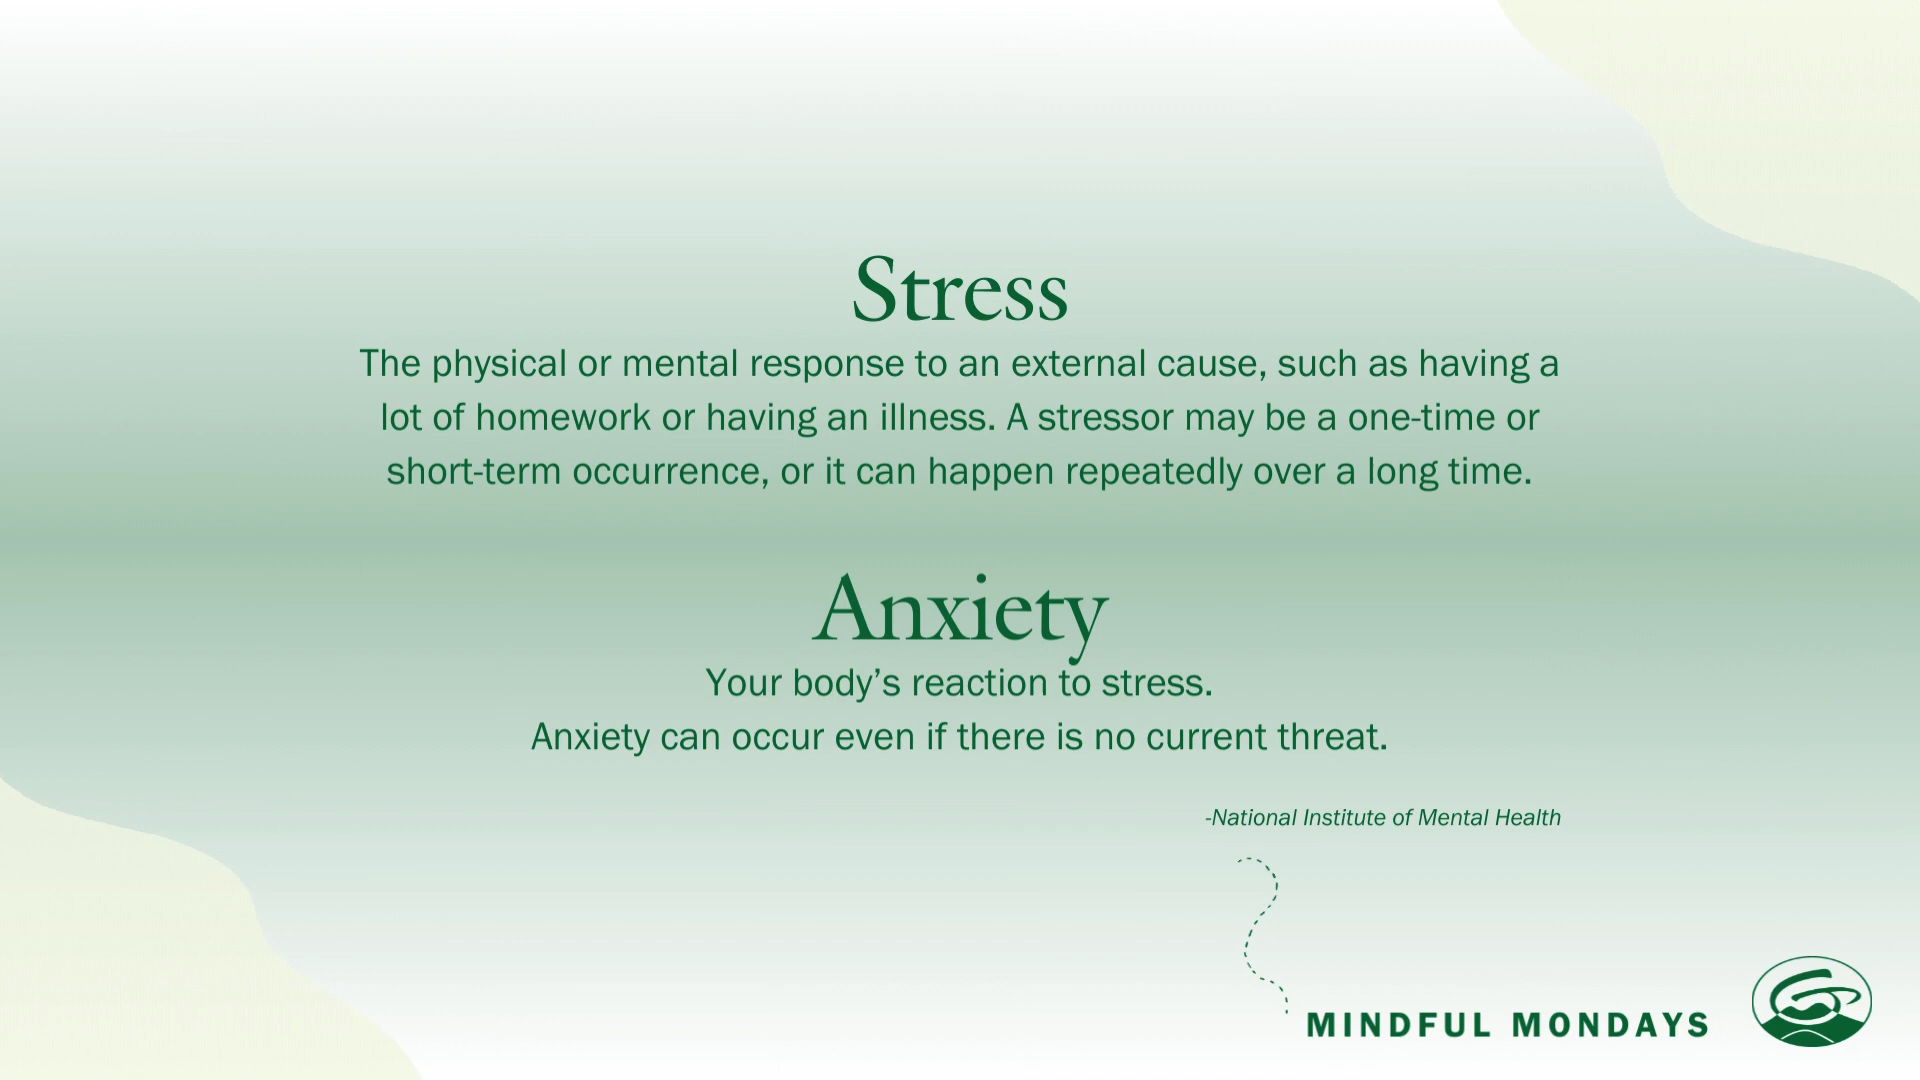 Stress
The physical or mental response to an external cause, such as having a
lot of homework or having an illness. A stressor may be a one-time or
short-term occurrence, or it can happen repeatedly over a long time.
Anxiety
Your body’s reaction to stress.
Anxiety can occur even if there is no current threat.
-National Institute of Mental Health
MINDFUL MONDAYS